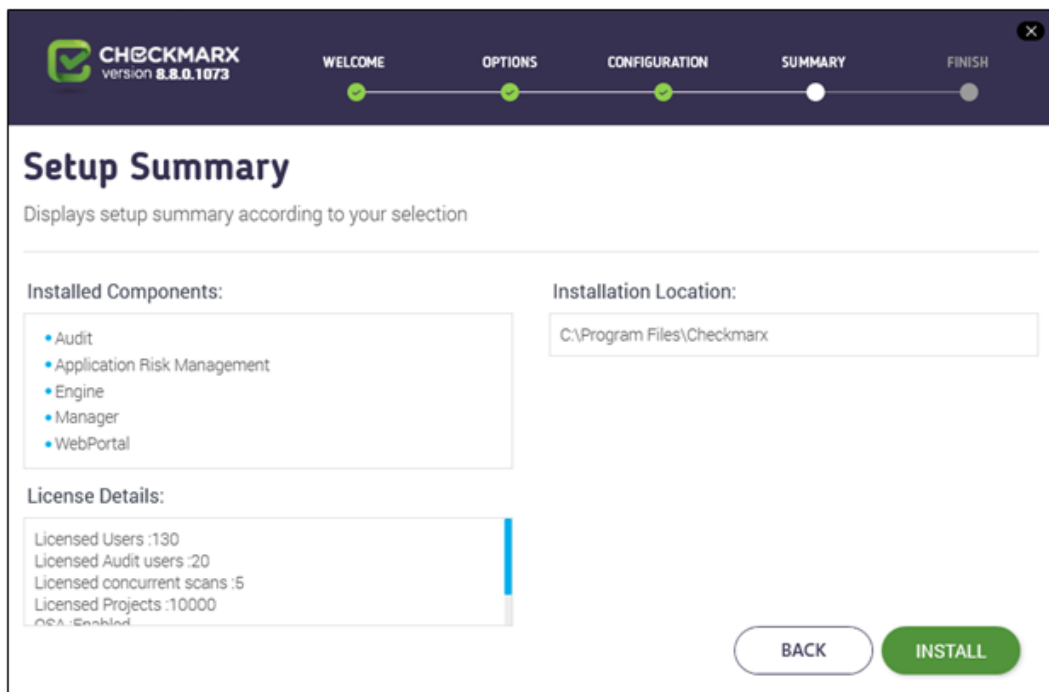 CHECKMARX
version 8.8.0.1073
WELCOME
OPTIONS
CONFIGURATION
SUMMARY
FINISH
Setup Summary
Displays setup summary according to your selection
Installed Components:
Audit
Application Risk Management
Engine
Manager
WebPortal
Installation Location:
C:\Program Files\Checkmarx
License Details:
Licensed Users :130
Licensed Audit users :20
Licensed concurrent scans :5
Licensed Projects :10000
OSA :Enabled
BACK
INSTALL